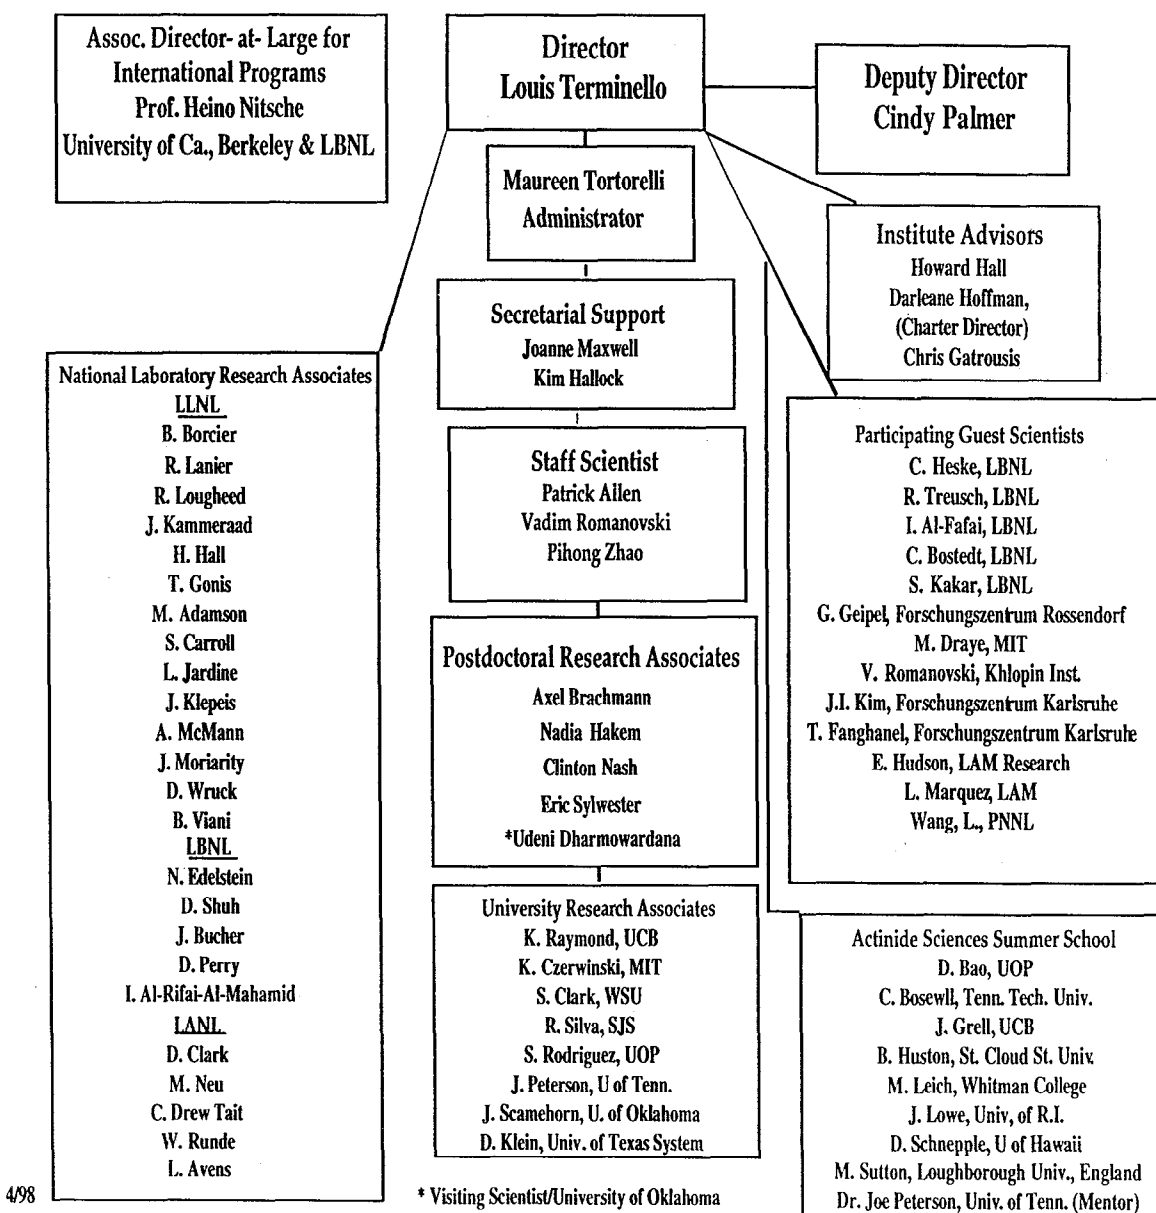 Assoc. Director- at- Large for
International Programs
Prof. Heino Nitsche
University of Ca., Berkeley & LBNL
Director
Louis Terminello
Deputy Director
Cindy Palmer
Maureen Tortorelli
Administrator
Institute Advisors
Howard Hall
Darleane Hoffman,
(Charter Director)
Chris Gatrousis
Secretarial Support
Joanne Maxwell
Kim Hallock
National Laboratory Research Associates
LLNL
B. Borcier
R. Lanier
R. Lougheed
J. Kammeraad
H. Hall
T. Gonis
M. Adamson
S. Carroll
L. Jardine
J. Klepeis
A. McMann
J. Moriarity
D. Wruck
B. Viani
LBNL
N. Edelstein
D. Shuh
J. Bucher
D. Perry
I. Al-Rifai-Al-Mahamid
LANL
D. Clark
M. Neu
C. Drew Tait
W. Runde
L. Avens
Staff Scientist
Patrick Allen
Vadim Romanovski
Pihong Zhao
Postdoctoral Research Associates
Axel Brachmann
Nadia Hakem
Clinton Nash
Eric Sylwester
*Udeni Dharmowardana
University Research Associates
K. Raymond, UCB
K. Czerwinski, MIT
S. Clark, WSU
R. Silva, SJS
S. Rodriguez, UOP
J. Peterson, U of Tenn.
J. Scamehorn, U. of Oklahoma
D. Klein, Univ. of Texas System
Participating Guest Scientists
C. Heske, LBNL
R. Treusch, LBNL
I. Al-Fafai, LBNL
C. Bostedt, LBNL
S. Kakar, LBNL
G. Geipel, Forschungszentrum Rossendorf
M. Draye, MIT
V. Romanovski, Khlopin Inst.
J.I. Kim, Forschungszentrum Karlsruhe
T. Fanghanel, Forschungszentrum Karlsruhe
E. Hudson, LAM Research
L. Marquez, LAM
Wang, L., PNNL
Actinide Sciences Summer School
D. Bao, UOP
C. Bosewll, Tenn. Tech. Univ.
J. Grell, UCB
B. Huston, St. Cloud St. Univ.
M. Leich, Whitman College
J. Lowe, Univ, of R.I.
D. Schnepple, U of Hawaii
M. Sutton, Loughborough Univ., England
Dr. Joe Peterson, Univ. of Tenn. (Mentor)
4/98
* Visiting Scientist/University of Oklahoma